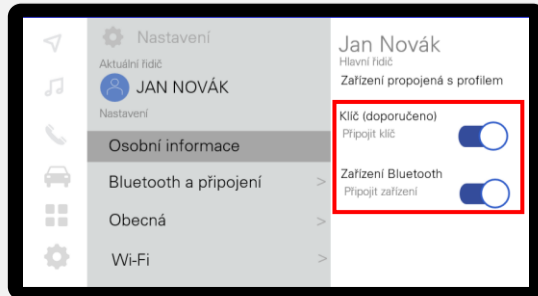 Nastavení
Aktuální řidič
JAN NOVÁK
Nastavení
Osobní informace
Bluetooth a připojení >
Obecná >
Wi-Fi >
Jan Novák
Hlavní řidič
Zařízení propojená s profilem
Klíč (doporučeno)
Připojit klíč
Zařízení Bluetooth
Připojit zařízení